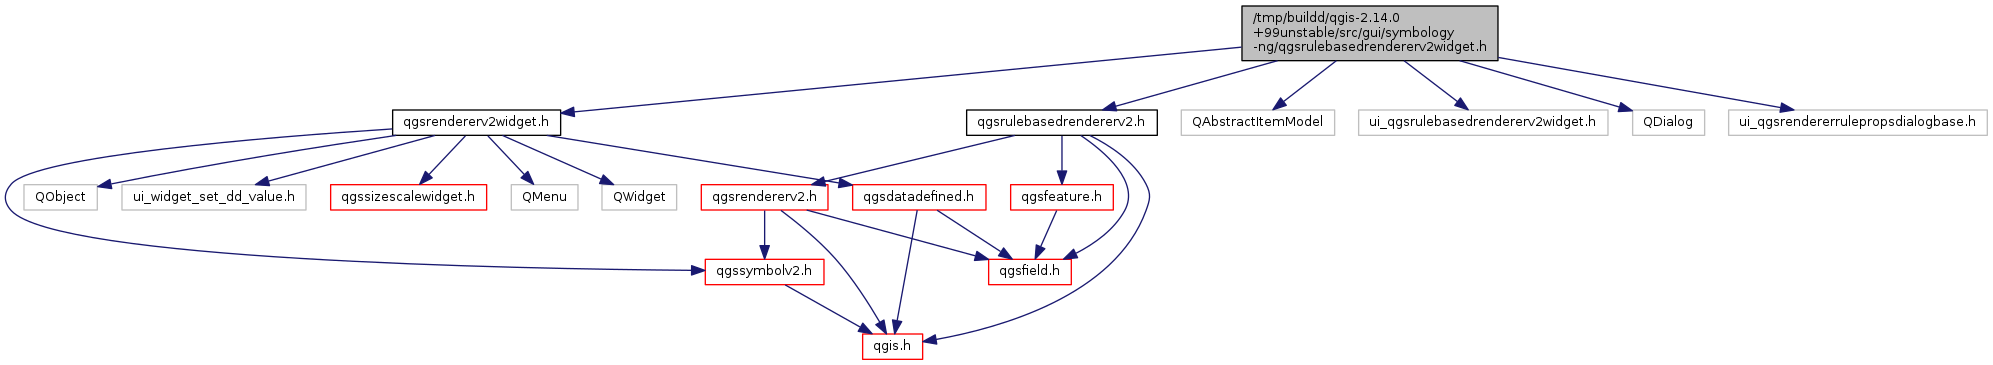 /tmp/buildd/qgis-2.14.0
+99unstable/src/gui/symbology
-ng/qgsrulebasedrendererv2widget.h
qgsrendererv2widget.h
qgsrulebasedrendererv2.h
QAbstractItemModel
ui_qgsrulebasedrendererv2widget.h
QDialog
ui_qgsrendererrulepropsdialogbase.h
QObject
ui_widget_set_dd_value.h
qgssizescalewidget.h
QMenu
QWidget
qgsrendererv2.h
qgsdatadefined.h
qgsfeature.h
qgssymbolv2.h
qgsfield.h
qgis.h